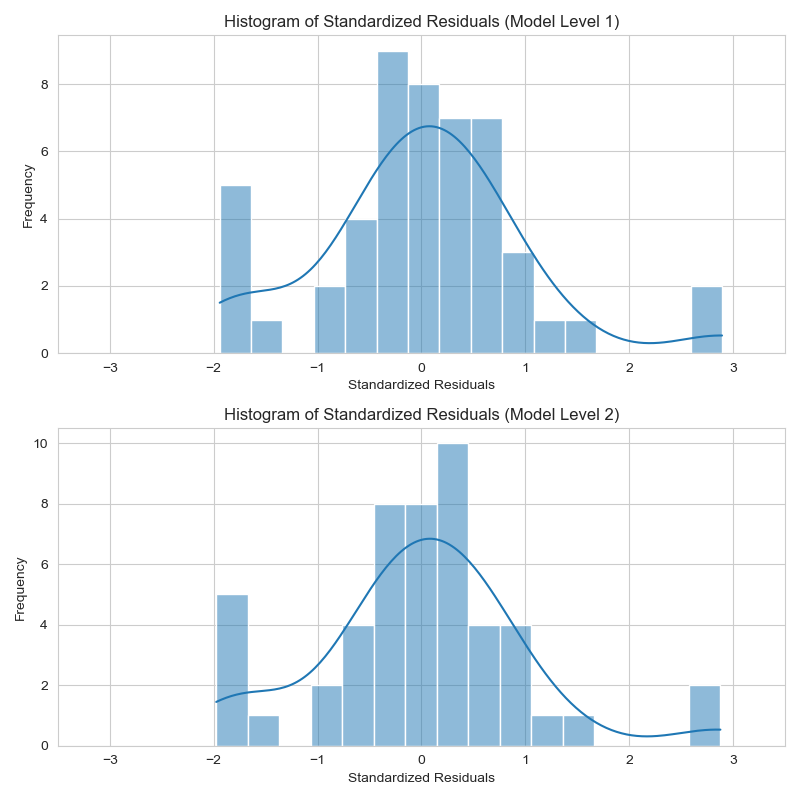 Histogram of Standardized Residuals (Model Level 1)
8
6
4
2
0
Frequency
−3 −2 −1 0 1 2 3
Standardized Residuals
Histogram of Standardized Residuals (Model Level 2)
10
8
6
4
2
0
Frequency
−3 −2 −1 0 1 2 3
Standardized Residuals